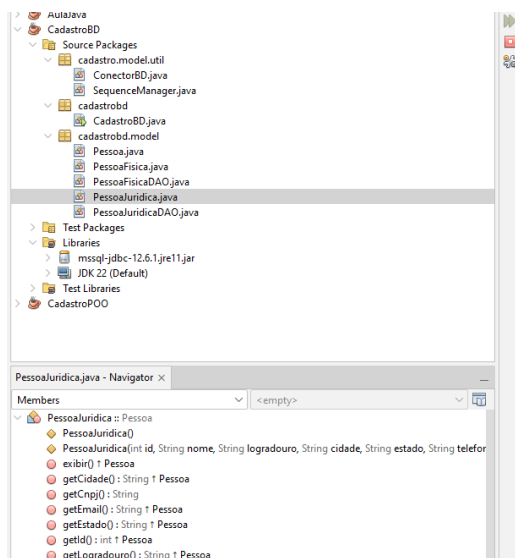 AulaJava
CadastroBD
Source Packages
cadastro.model.util
ConectorBD.java
SequenceManager.java
cadastrobd
CadastroBD.java
cadastrobd.model
Pessoa.java
PessoaFisica.java
PessoaFisicaDAO.java
PessoaJuridica.java
PessoaJuridicaDAO.java
Test Packages
Libraries
mssql-jdbc-12.6.1.jre11.jar
JDK 22 (Default)
Test Libraries
CadastroPOO
PessoaJuridica.java - Navigator ×
Members <empty>
PessoaJuridica :: Pessoa
PessoaJuridica()
PessoaJuridica(int id, String nome, String logradouro, String cidade, String estado, String telefor
exibir() ↑ Pessoa
getCidade() : String ↑ Pessoa
getCnpj() : String
getEmail() : String ↑ Pessoa
getEstado() : String ↑ Pessoa
getId() : int ↑ Pessoa
getLogradouro() : String ↑ Pessoa